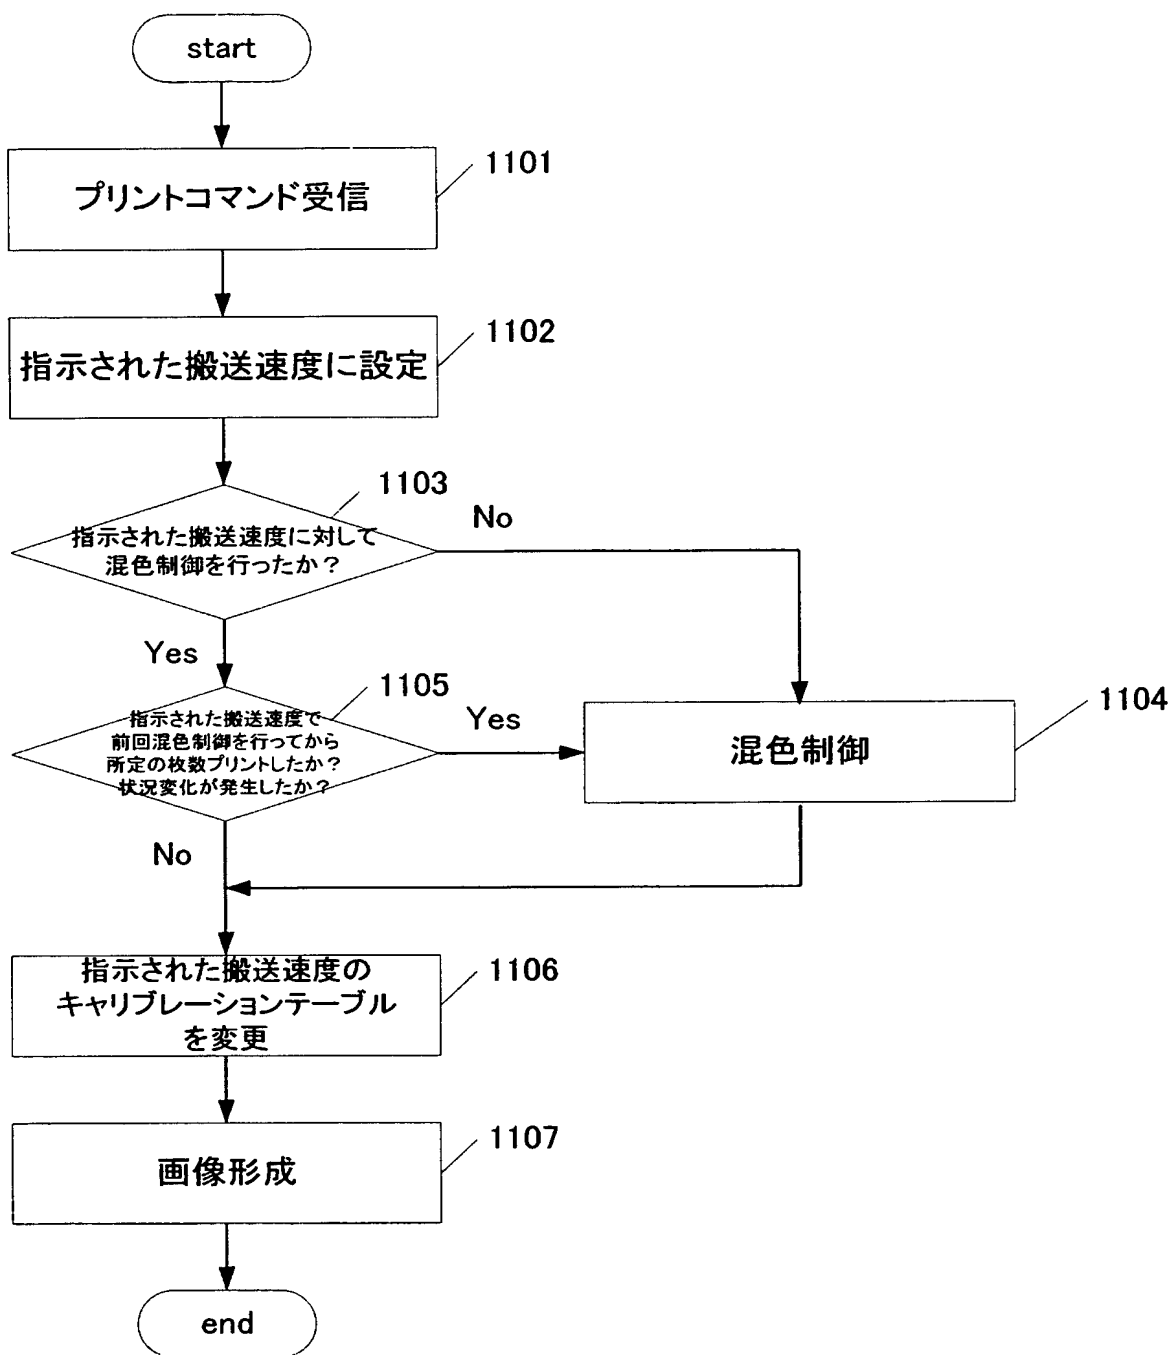 start
1101
プリントコマンド受信
1102
指示された搬送速度に設定
1103
指示された搬送速度に対して
混色制御を行ったか？
No
Yes
1105
指示された搬送速度で
前回混色制御を行ってから
所定の枚数プリントしたか？
状況変化が発生したか？
Yes
1104
混色制御
No
1106
指示された搬送速度の
キャリブレーションテーブル
を変更
1107
画像形成
end